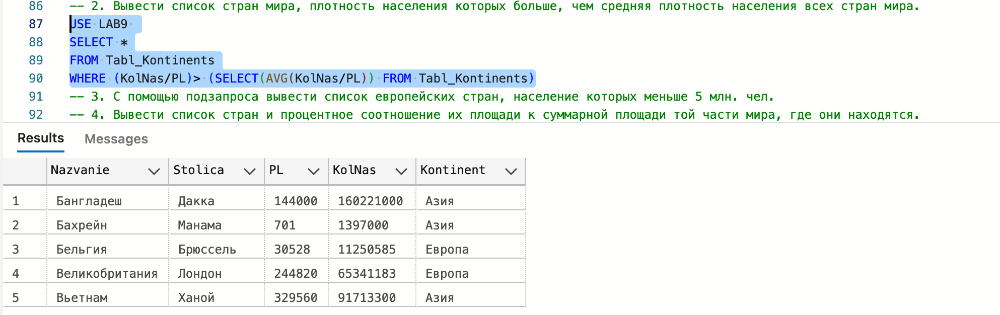 86 -- 2. Вывести список стран мира, плотность населения которых больше, чем средняя плотность населения всех стран мира.
87 USE LAB9
88 SELECT *
89 FROM Tabl_Kontinents
90 WHERE (KolNas/PL)> (SELECT(AVG(KolNas/PL)) FROM Tabl_Kontinents)
91 -- 3. С помощью подзапроса вывести список европейских стран, население которых меньше 5 млн. чел.
92 -- 4. Вывести список стран и процентное соотношение их площади к суммарной площади той части мира, где они находятся.
Results Messages
Nazvanie Stolica PL KolNas Kontinent
1 Бангладеш Дакка 144000 160221000 Азия
2 Бахрейн Манама 701 1397000 Азия
3 Бельгия Брюссель 30528 11250585 Европа
4 Великобритания Лондон 244820 65341183 Европа
5 Вьетнам Ханой 329560 91713300 Азия